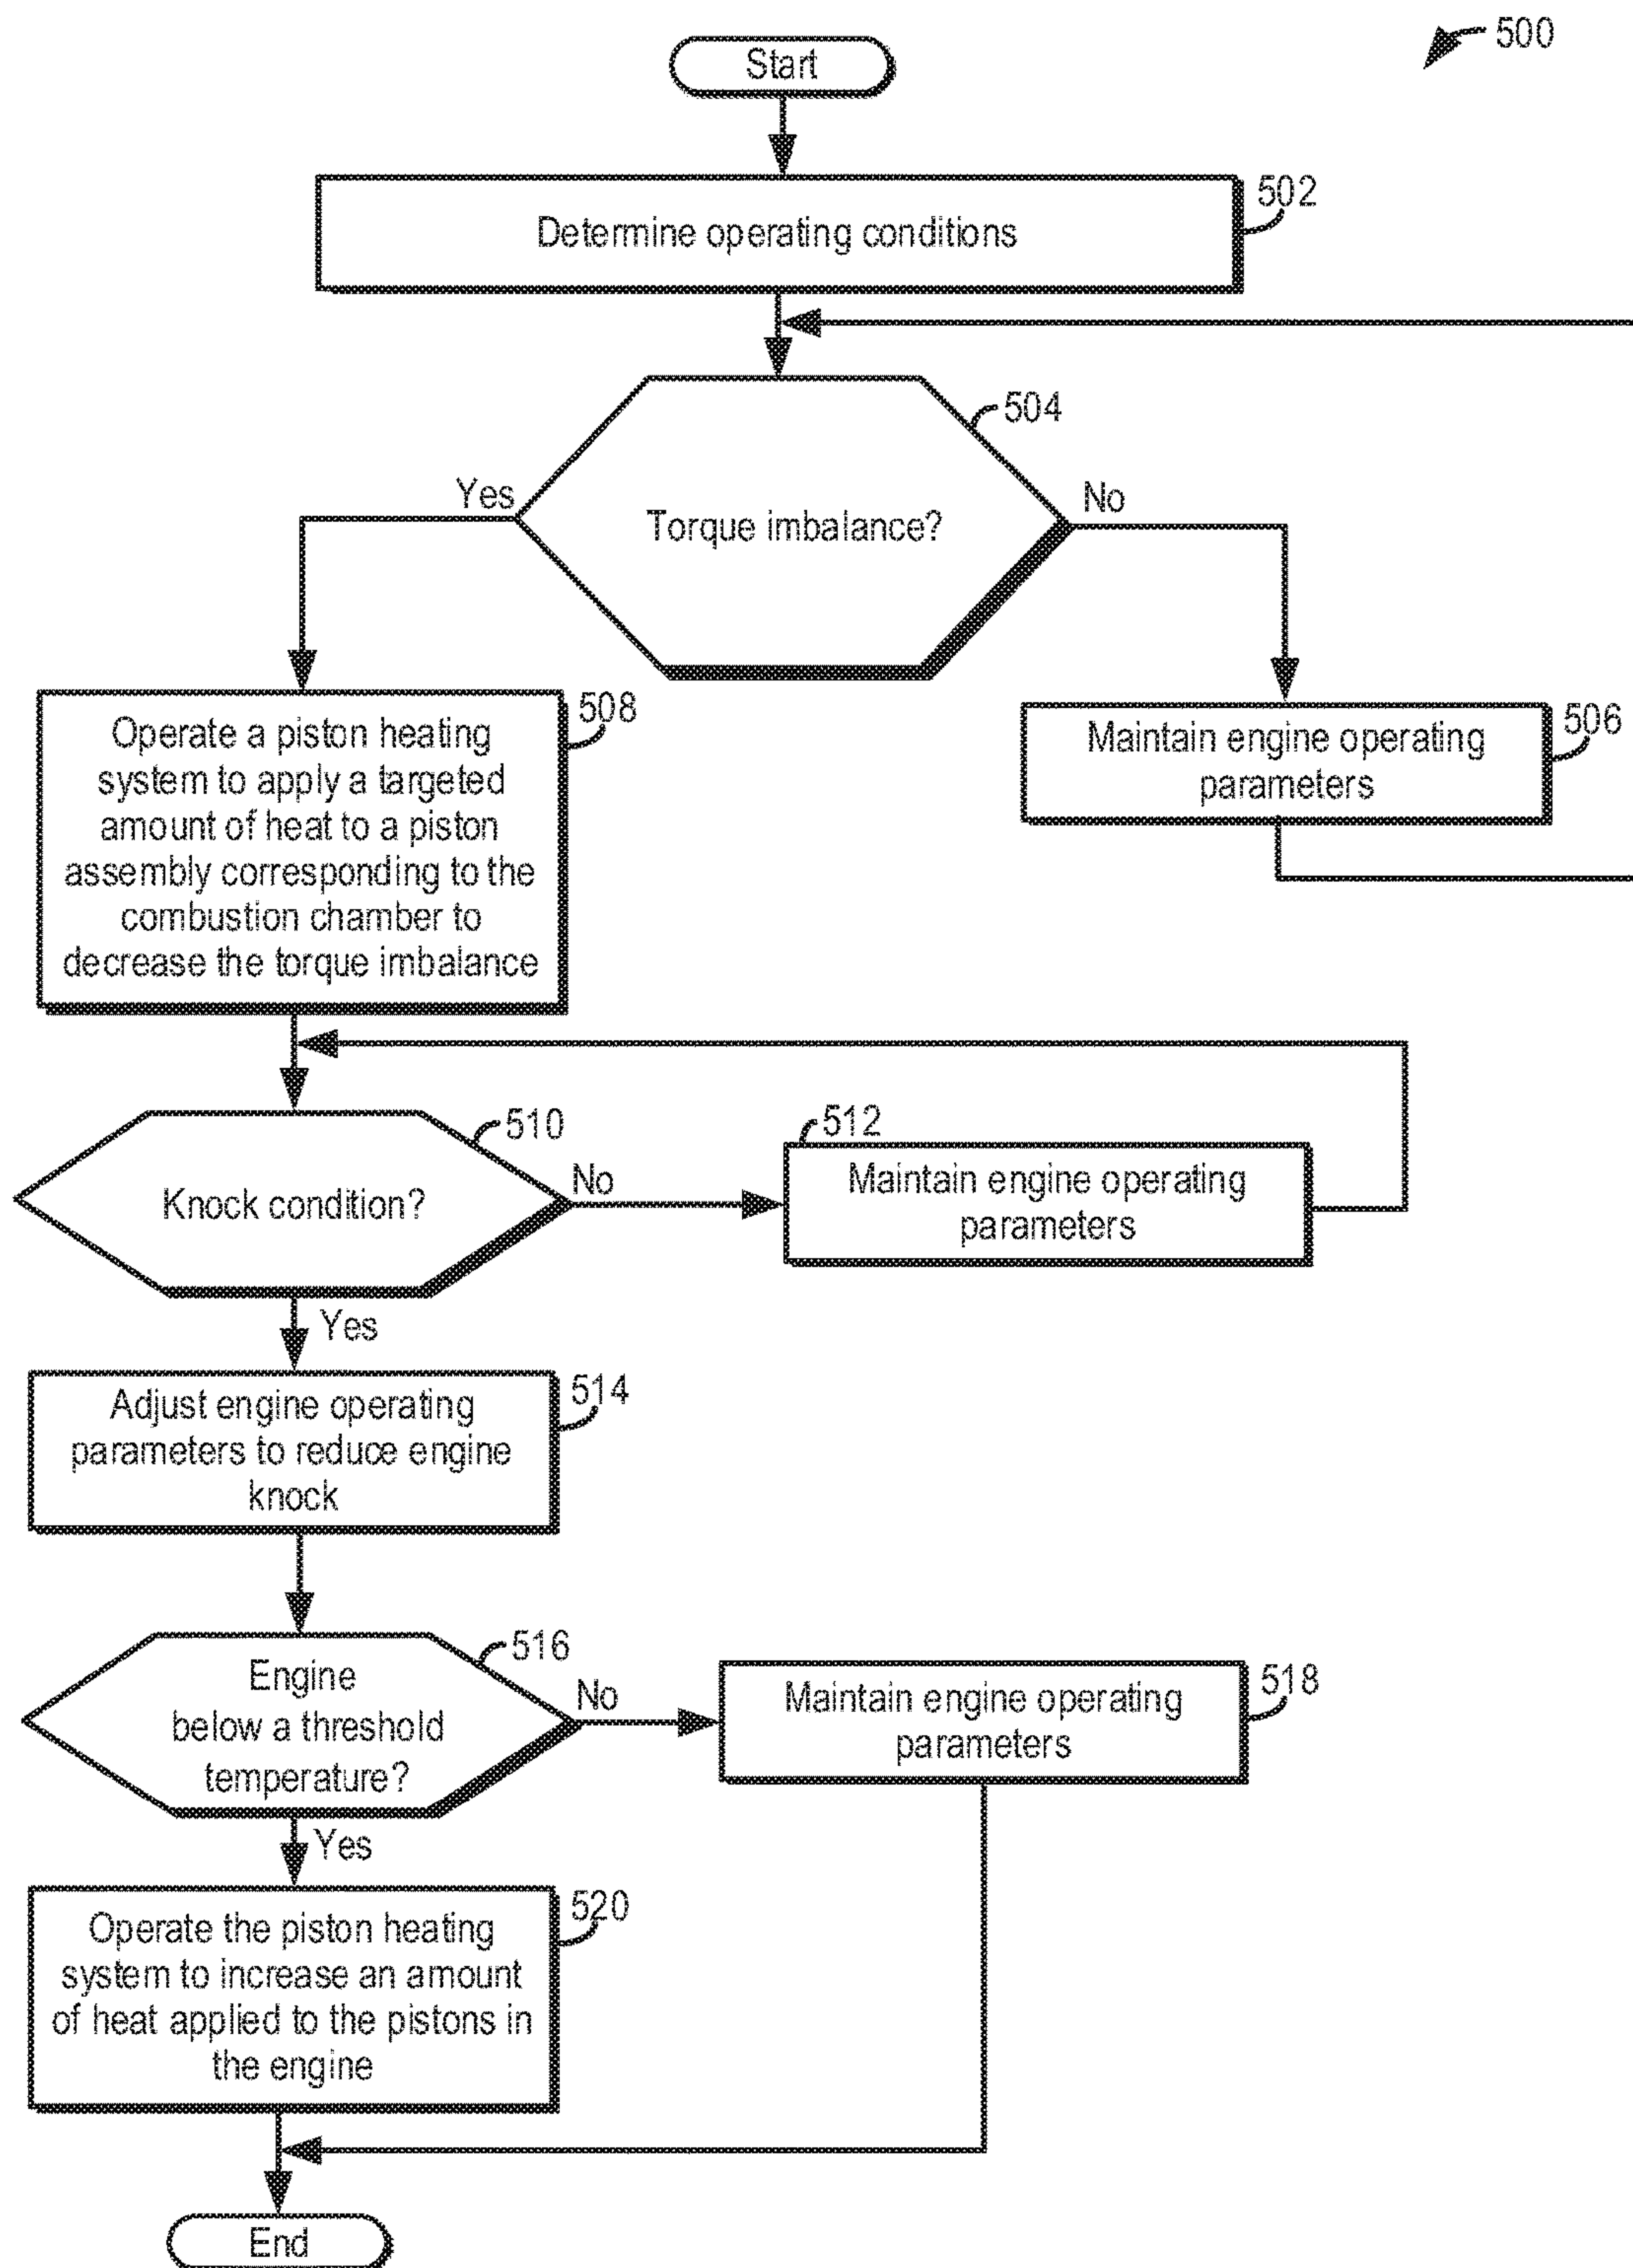 500
Start
Determine operating conditions
502
504
Torque imbalance?
Yes
No
Operate a piston heating
system to apply a targeted
amount of heat to a piston
assembly corresponding to the
combustion chamber to
decrease the torque imbalance
508
Maintain engine operating
parameters
506
Knock condition?
510
No
512
Maintain engine operating
parameters
Yes
Adjust engine operating
parameters to reduce engine
knock
514
Engine
below a threshold
temperature?
516
No
Maintain engine operating
parameters
518
Yes
Operate the piston heating
system to increase an amount
of heat applied to the pistons in
the engine
520
End